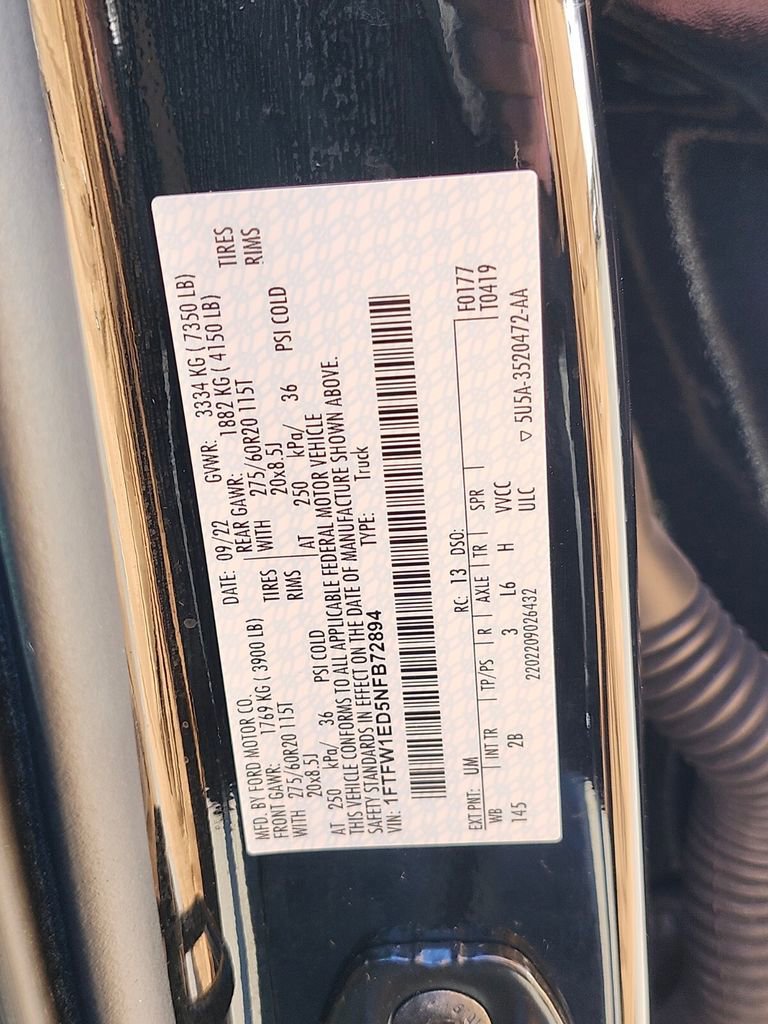 MFD. BY FORD MOTOR CO. DATE: 09/22 GVWR: 3334 KG ( 7350 LB)
FRONT GAWR: 1769 KG ( 3900 LB) REAR GAWR: 1882 KG ( 4150 LB)
WITH 275/60R20 115T TIRES WITH 275/60R20 115T TIRES
20x8.5J RIMS 20x8.5J RIMS
AT 250 kPa/ 36 PSI COLD AT 250 kPa/ 36 PSI COLD
THIS VEHICLE CONFORMS TO ALL APPLICABLE FEDERAL MOTOR VEHICLE
SAFETY STANDARDS IN EFFECT ON THE DATE OF MANUFACTURE SHOWN ABOVE.
VIN: 1FTFW1ED5NFB72894 TYPE: Truck
EXT PNT: UM RC: 13 DSO: F0177
WB INT TR TP/PS R AXLE TR SPR T0419
145 2B 3 L6 H VVCC
2202209026432 ULC ▽ 5U5A-3520472-AA